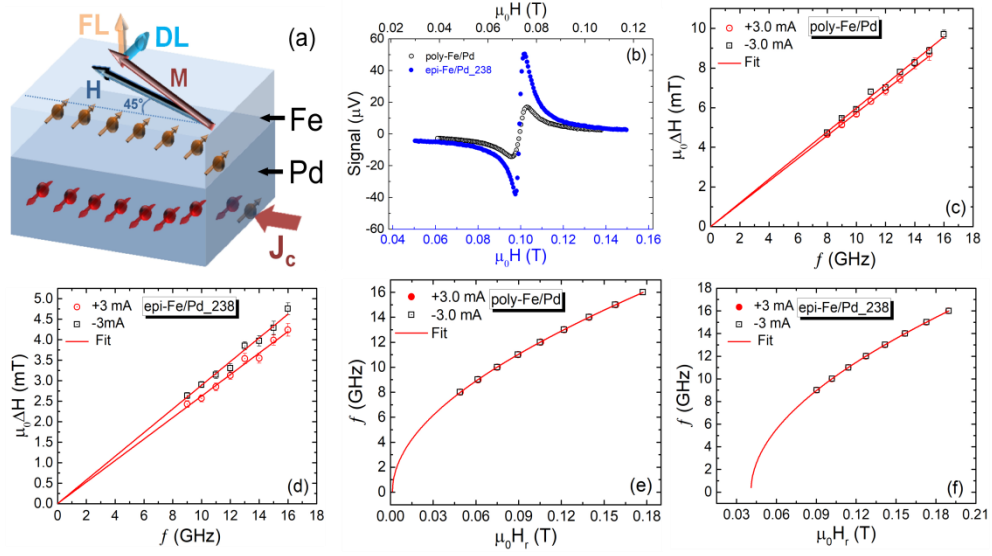 FL
DL
(a)
M
H
45°
Fe
Pd
J_c
μ₀H (T)
0.04 0.06 0.08 0.10 0.12 0.14
60
40
20
0
-20
-40
-60
Signal (μV)
(b)
poly-Fe/Pd
epi-Fe/Pd_238
0.04 0.06 0.08 0.10 0.12 0.14 0.16
μ₀H (T)
10
8
6
4
2
0
μ₀ΔH (mT)
+3.0 mA
-3.0 mA
Fit
poly-Fe/Pd
(c)
0 2 4 6 8 10 12 14 16 18
f (GHz)
5.0
4.5
4.0
3.5
3.0
2.5
2.0
1.5
1.0
0.5
0.0
μ₀ΔH (mT)
+3 mA
-3mA
Fit
epi-Fe/Pd_238
(d)
0 2 4 6 8 10 12 14 16 18
f (GHz)
16
14
12
10
8
6
4
2
0
f (GHz)
+3.0 mA
-3.0 mA
Fit
poly-Fe/Pd
(e)
0.00 0.03 0.06 0.09 0.12 0.15 0.18
μ₀H_r (T)
18
16
14
12
10
8
6
4
2
0
f (GHz)
+3 mA
-3 mA
Fit
epi-Fe/Pd_238
(f)
0.03 0.06 0.09 0.12 0.15 0.18
μ₀H_r (T)